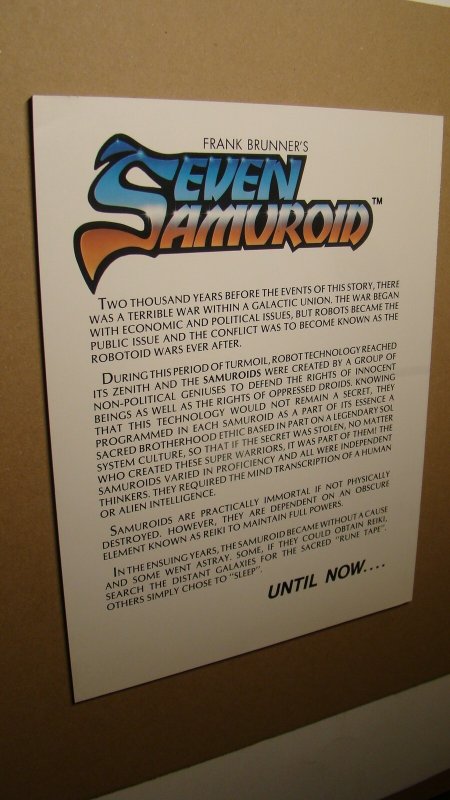 FRANK BRUNNER'S
SEVEN
SAMUROID™
TWO THOUSAND YEARS BEFORE THE EVENTS OF THIS STORY, THERE
WAS A TERRIBLE WAR WITHIN A GALACTIC UNION. THE WAR BEGAN
WITH ECONOMIC AND POLITICAL ISSUES, BUT ROBOTS BECAME THE
PUBLIC ISSUE AND THE CONFLICT WAS TO BECOME KNOWN AS THE
ROBOTOID WARS EVER AFTER.
DURING THIS PERIOD OF TURMOIL, ROBOT TECHNOLOGY REACHED
ITS ZENITH AND THE SAMUROIDS WERE CREATED BY A GROUP OF
NON-POLITICAL GENIUSES TO DEFEND THE RIGHTS OF INNOCENT
BEINGS AS WELL AS THE RIGHTS OF OPPRESSED DROIDS. KNOWING
THAT THIS TECHNOLOGY WOULD NOT REMAIN A SECRET, THEY
PROGRAMMED IN EACH SAMUROID AS A PART OF ITS ESSENCE A
SACRED BROTHERHOOD ETHIC BASED IN PART ON A LEGENDARY SOL
SYSTEM CULTURE, SO THAT IF THE SECRET WAS STOLEN, NO MATTER
WHO CREATED THESE SUPER WARRIORS, IT WAS PART OF THEM! THE
SAMUROIDS VARIED IN PROFICIENCY AND ALL WERE INDEPENDENT
THINKERS. THEY REQUIRED THE MIND TRANSCRIPTION OF A HUMAN
OR ALIEN INTELLIGENCE.
SAMUROIDS ARE PRACTICALLY IMMORTAL IF NOT PHYSICALLY
DESTROYED. HOWEVER, THEY ARE DEPENDENT ON AN OBSCURE
ELEMENT KNOWN AS REIKI TO MAINTAIN FULL POWERS.
IN THE ENSUING YEARS, THE SAMUROID BECAME WITHOUT A CAUSE
AND SOME WENT ASTRAY. SOME, IF THEY COULD OBTAIN REIKI,
SEARCH THE DISTANT GALAXIES FOR THE SACRED "RUNE TAPE".
OTHERS SIMPLY CHOSE TO "SLEEP".
UNTIL NOW....